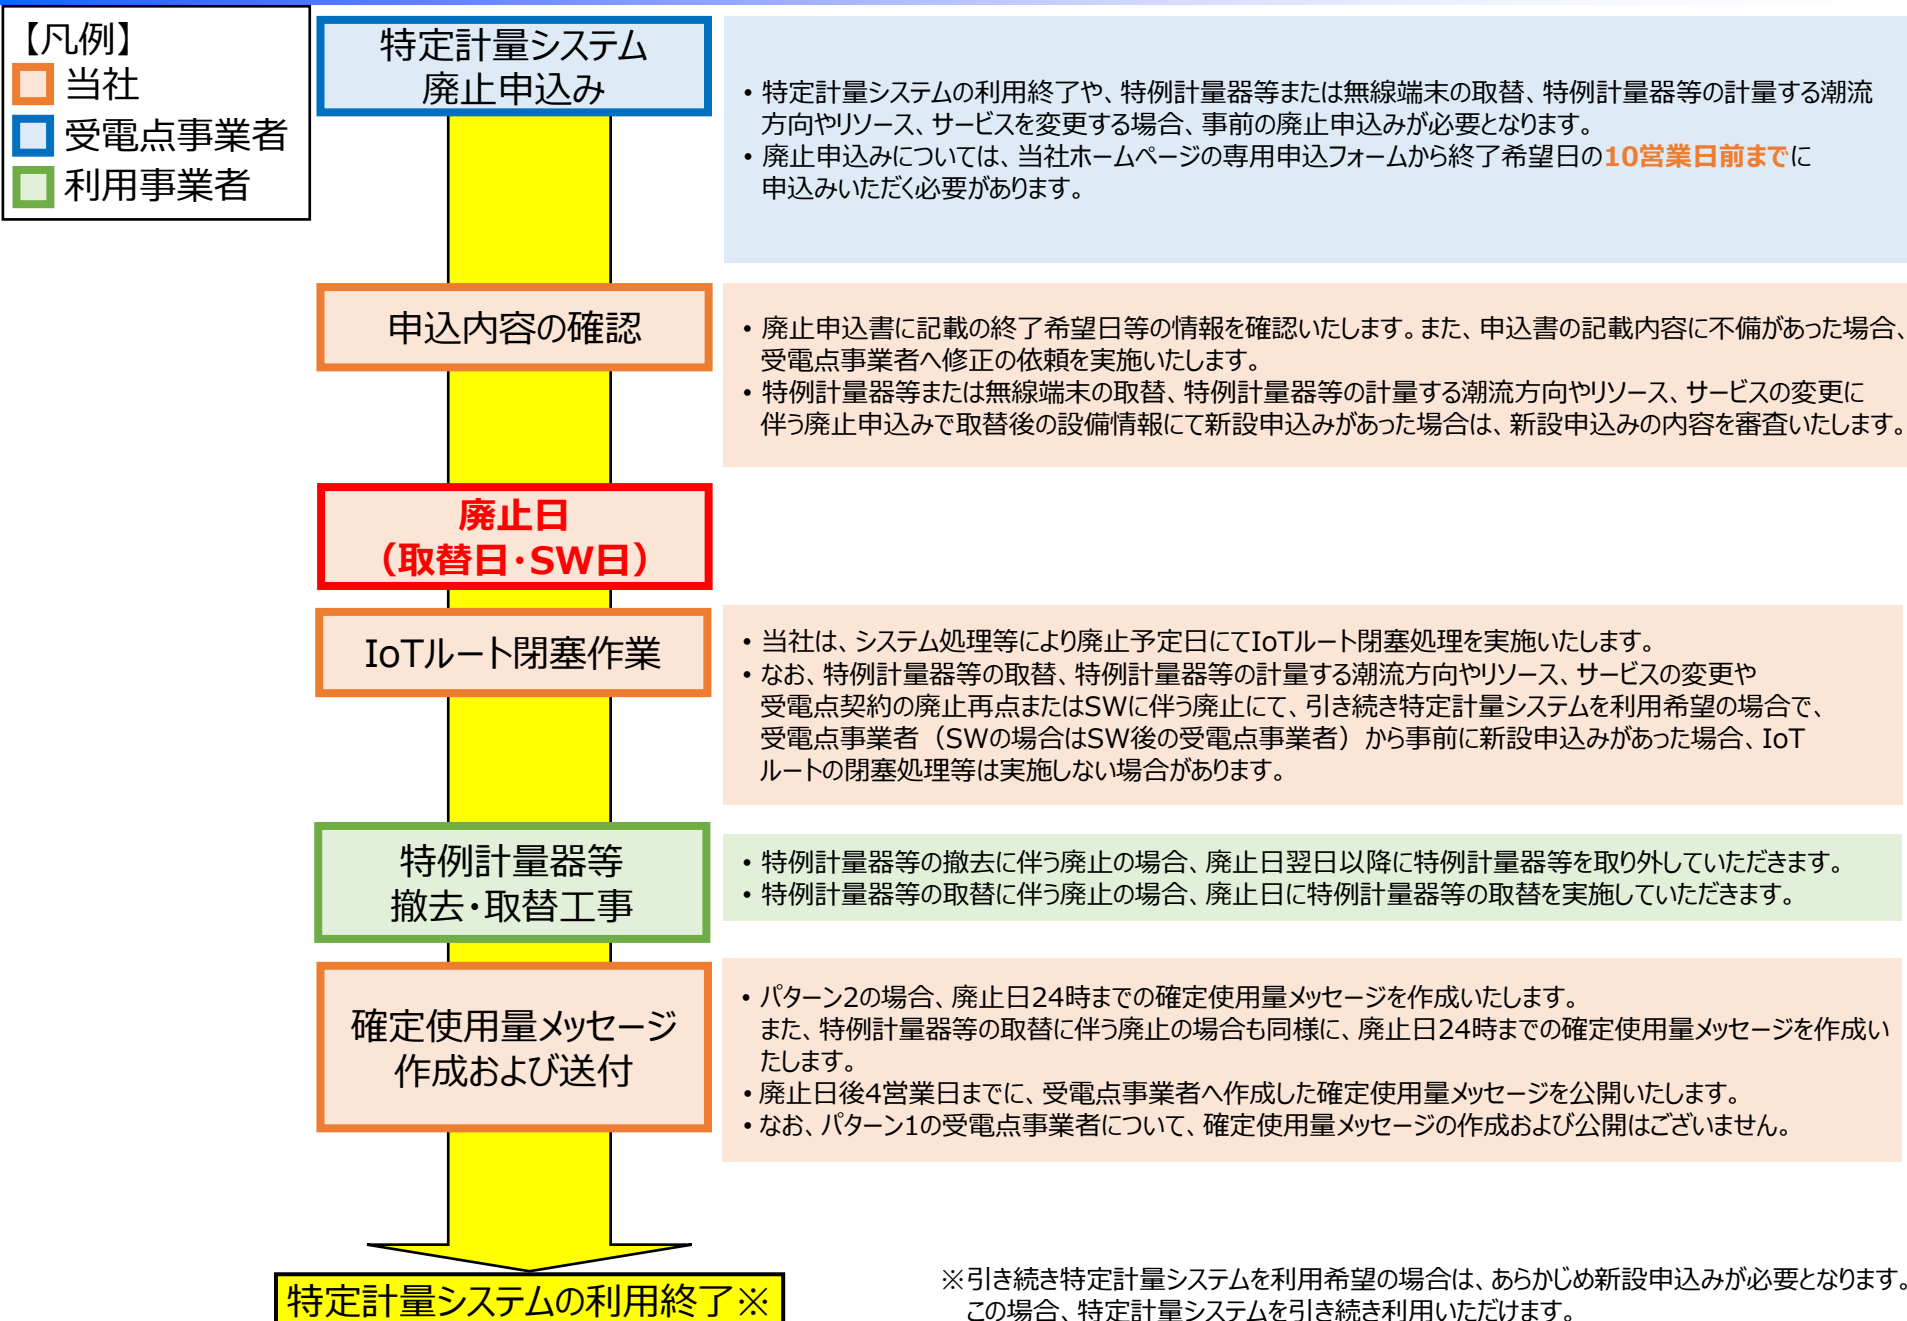 【凡例】
当社
受電点事業者
利用事業者
特定計量システム
廃止申込み
・特定計量システムの利用終了や、特例計量器等または無線端末の取替、特例計量器等の計量する潮流
方向やリソース、サービスを変更する場合、事前の廃止申込みが必要となります。
・廃止申込みについては、当社ホームページの専用申込フォームから終了希望日の10営業日前までに
申込みいただく必要があります。
申込内容の確認
・廃止申込書に記載の終了希望日等の情報を確認いたします。また、申込書の記載内容に不備があった場合、
受電点事業者へ修正の依頼を実施いたします。
・特例計量器等または無線端末の取替、特例計量器等の計量する潮流方向やリソース、サービスの変更に
伴う廃止申込みで取替後の設備情報にて新設申込みがあった場合は、新設申込みの内容を審査いたします。
廃止日
（取替日・SW日）
IoTルート閉塞作業
・当社は、システム処理等により廃止予定日にてIoTルート閉塞処理を実施いたします。
・なお、特例計量器等の取替、特例計量器等の計量する潮流方向やリソース、サービスの変更や
受電点契約の廃止再点またはSWに伴う廃止にて、引き続き特定計量システムを利用希望の場合で、
受電点事業者（SWの場合はSW後の受電点事業者）から事前に新設申込みがあった場合、IoT
ルートの閉塞処理等は実施しない場合があります。
特例計量器等
撤去・取替工事
・特例計量器等の撤去に伴う廃止の場合、廃止日翌日以降に特例計量器等を取り外していただきます。
・特例計量器等の取替に伴う廃止の場合、廃止日に特例計量器等の取替を実施していただきます。
確定使用量メッセージ
作成および送付
・パターン2の場合、廃止日24時までの確定使用量メッセージを作成いたします。
また、特例計量器等の取替に伴う廃止の場合も同様に、廃止日24時までの確定使用量メッセージを作成い
たします。
・廃止日後4営業日までに、受電点事業者へ作成した確定使用量メッセージを公開いたします。
・なお、パターン1の受電点事業者について、確定使用量メッセージの作成および公開はございません。
特定計量システムの利用終了※
※引き続き特定計量システムを利用希望の場合は、あらかじめ新設申込みが必要となります。
この場合、特定計量システムを引き続き利用いただけます。